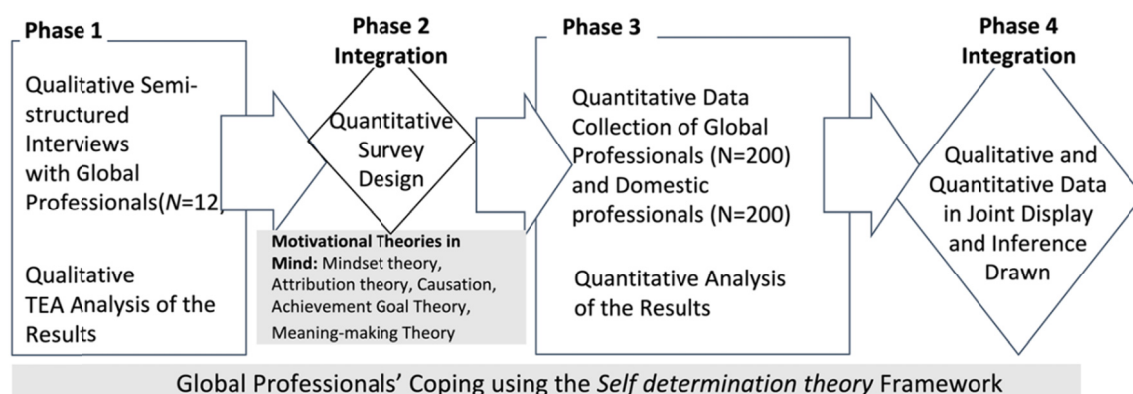 Phase 1
Qualitative Semi-
structured
Interviews
with Global
Professionals(N=12)
Qualitative
TEA Analysis of the
Results
Phase 2
Integration
Quantitative
Survey
Design
Motivational Theories in
Mind: Mindset theory,
Attribution theory, Causation,
Achievement Goal Theory,
Meaning-making Theory
Phase 3
Quantitative Data
Collection of Global
Professionals (N=200)
and Domestic
professionals (N=200)
Quantitative Analysis
of the Results
Phase 4
Integration
Qualitative and
Quantitative Data
in Joint Display
and Inference
Drawn
Global Professionals’ Coping using the Self determination theory Framework